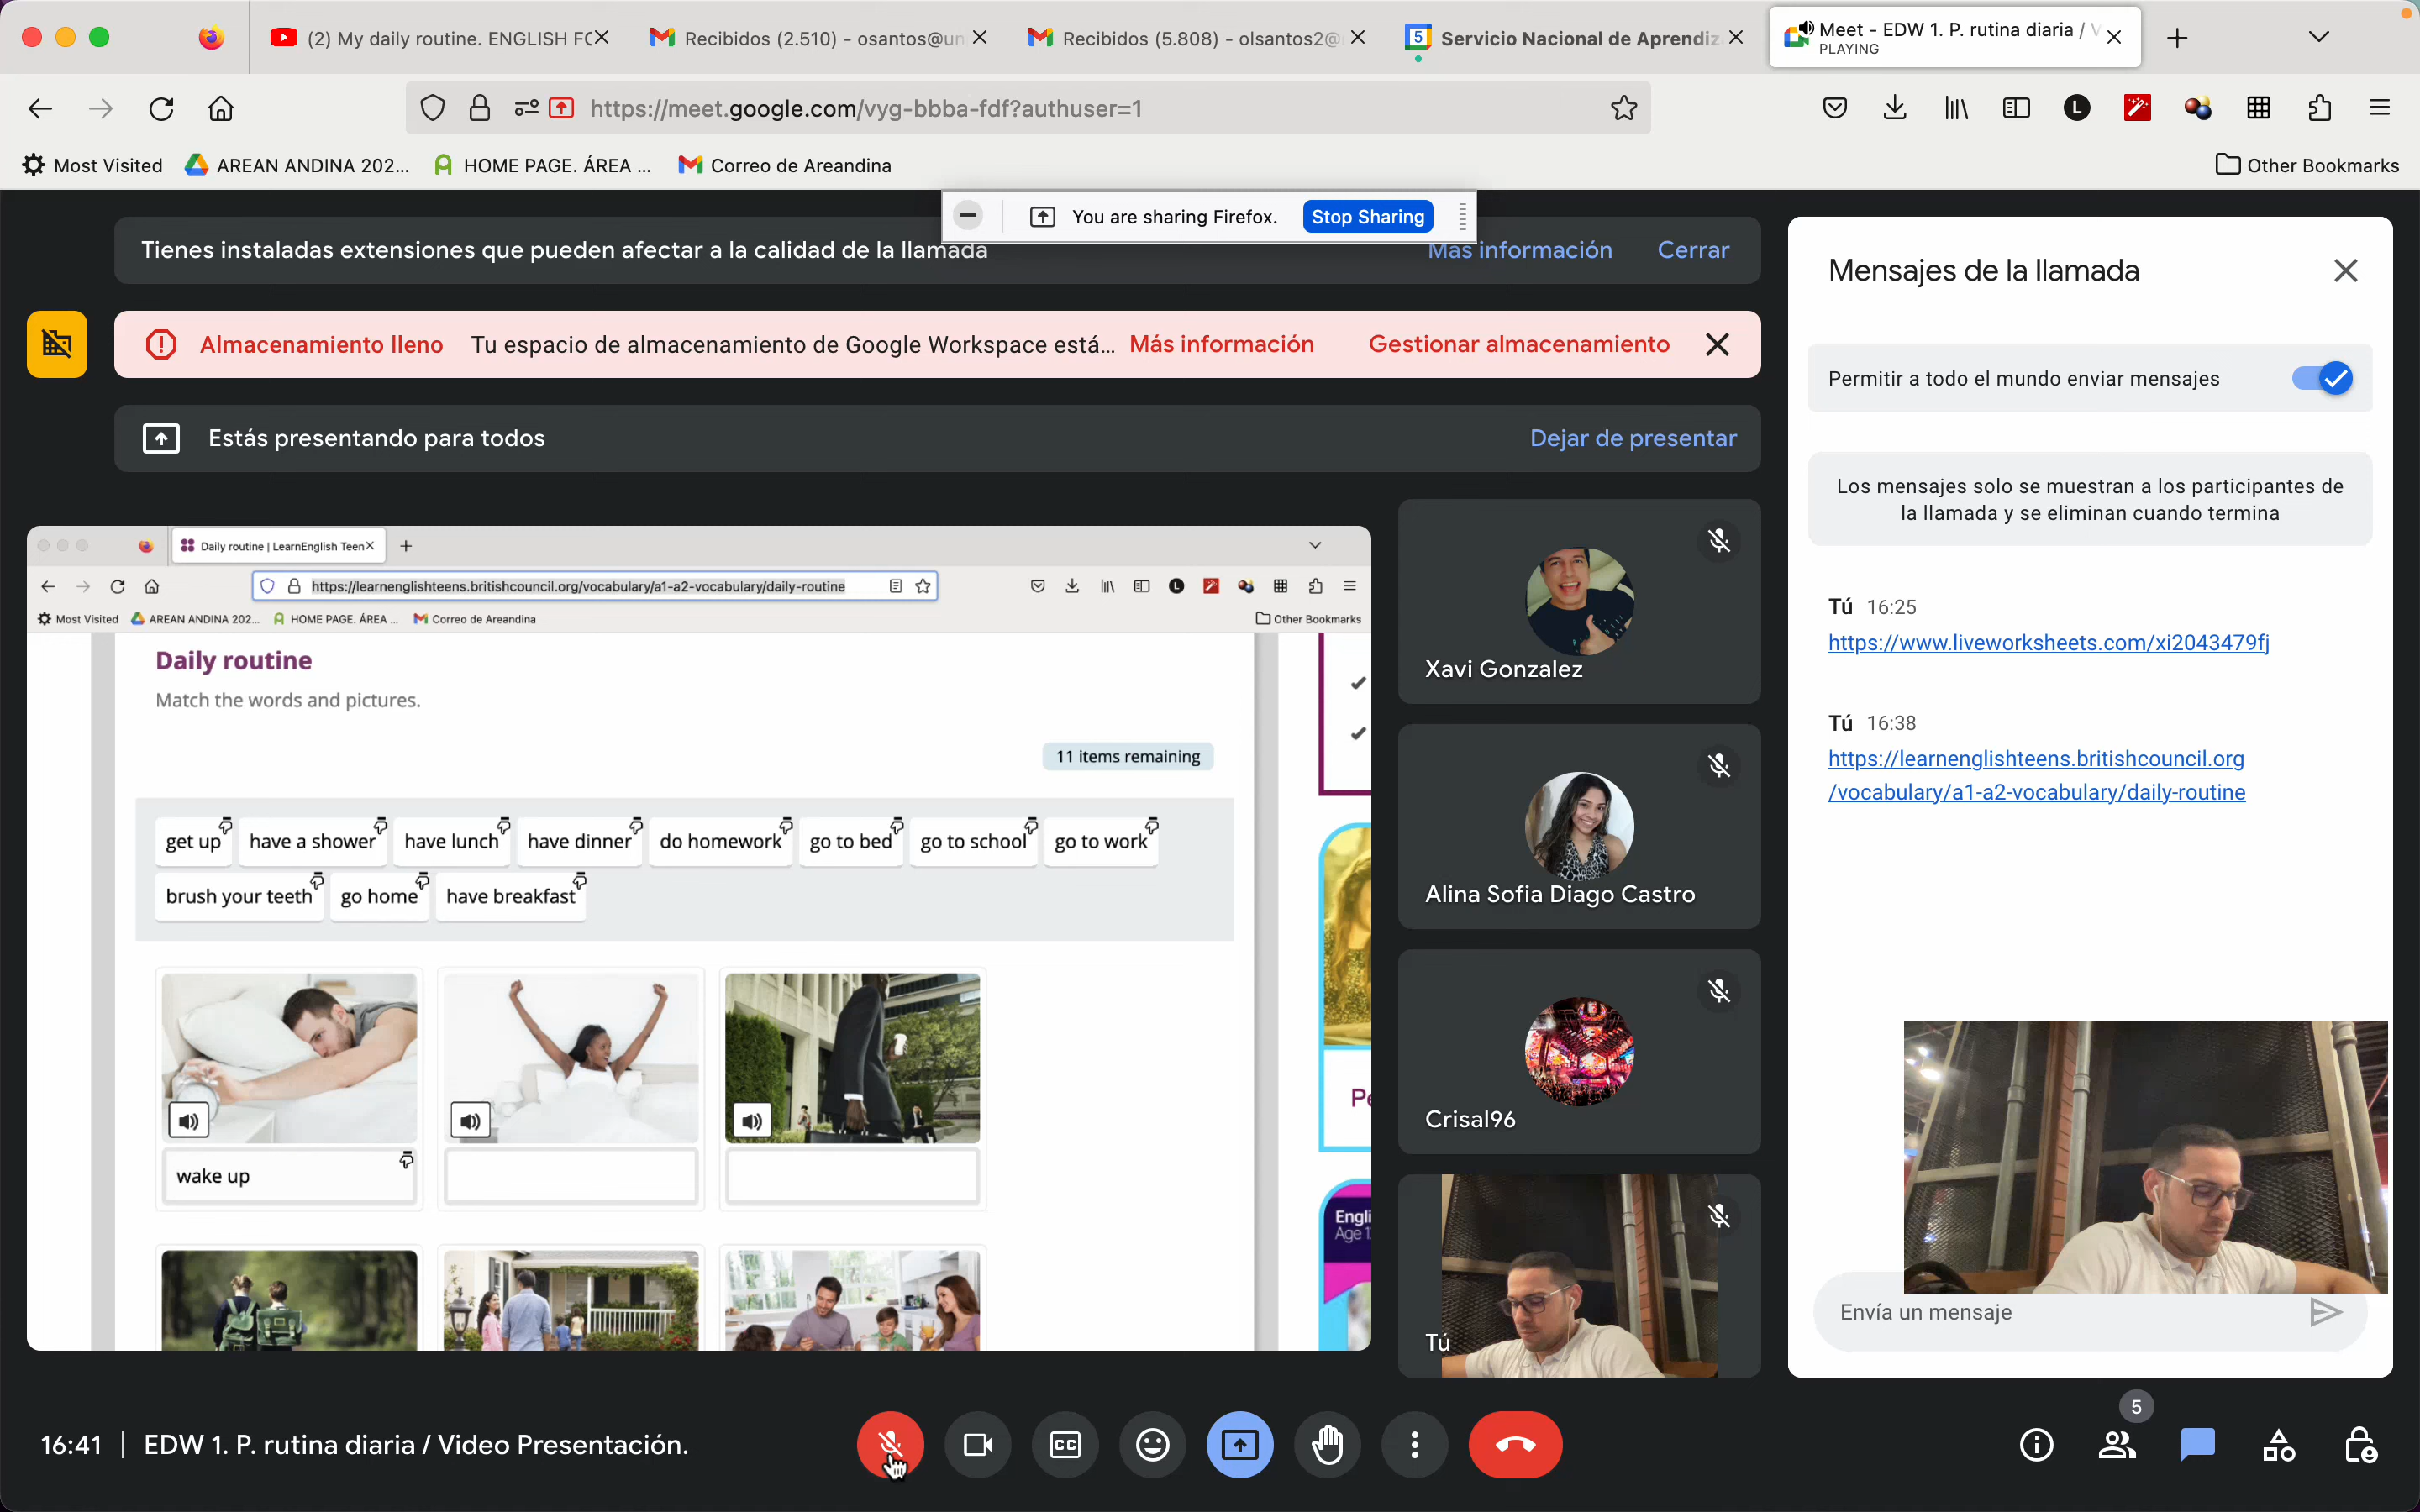 (2) My daily routine. ENGLISH FO
Recibidos (2.510) - osantos@un
Recibidos (5.808) - olsantos2@
5
Servicio Nacional de Aprendiz
Meet - EDW 1. P. rutina diaria / V
PLAYING
https://meet.google.com/vyg-bbba-fdf?authuser=1
L
Most Visited
AREAN ANDINA 202...
HOME PAGE. ÁREA ...
Correo de Areandina
Other Bookmarks
You are sharing Firefox.
Stop Sharing
Tienes instaladas extensiones que pueden afectar a la calidad de la llamada
Más información
Cerrar
Almacenamiento lleno
Tu espacio de almacenamiento de Google Workspace está...
Más información
Gestionar almacenamiento
Estás presentando para todos
Dejar de presentar
Daily routine | LearnEnglish Teen
https://learnenglishteens.britishcouncil.org/vocabulary/a1-a2-vocabulary/daily-routine
L
Most Visited
AREAN ANDINA 202...
HOME PAGE. ÁREA ...
Correo de Areandina
Other Bookmarks
Daily routine
Match the words and pictures.
11 items remaining
get up
have a shower
have lunch
have dinner
do homework
go to bed
go to school
go to work
brush your teeth
go home
have breakfast
wake up
Pe
Engli
Age 1
Xavi Gonzalez
Alina Sofia Diago Castro
Crisal96
Tú
Mensajes de la llamada
Permitir a todo el mundo enviar mensajes
Los mensajes solo se muestran a los participantes de
la llamada y se eliminan cuando termina
Tú 16:25
https://www.liveworksheets.com/xi2043479fj
Tú 16:38
https://learnenglishteens.britishcouncil.org
/vocabulary/a1-a2-vocabulary/daily-routine
Envía un mensaje
16:41
EDW 1. P. rutina diaria / Video Presentación.
CC
5